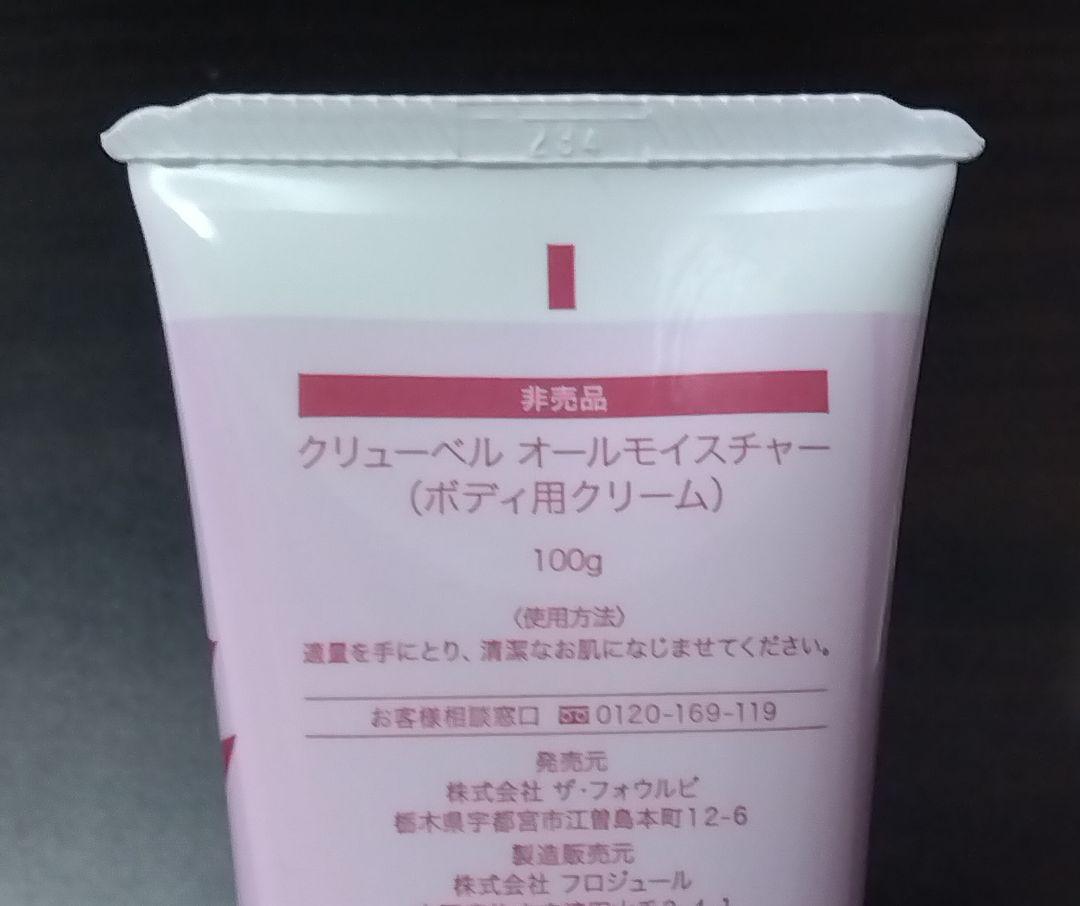 234
非売品
クリューベル オールモイスチャー
（ボディ用クリーム）
100g
〈使用方法〉
適量を手にとり、清潔なお肌になじませてください。
お客様相談窓口 0120-169-119
発売元
株式会社 ザ・フォウルビ
栃木県宇都宮市江曽島本町12-6
製造販売元
株式会社 フロジュール